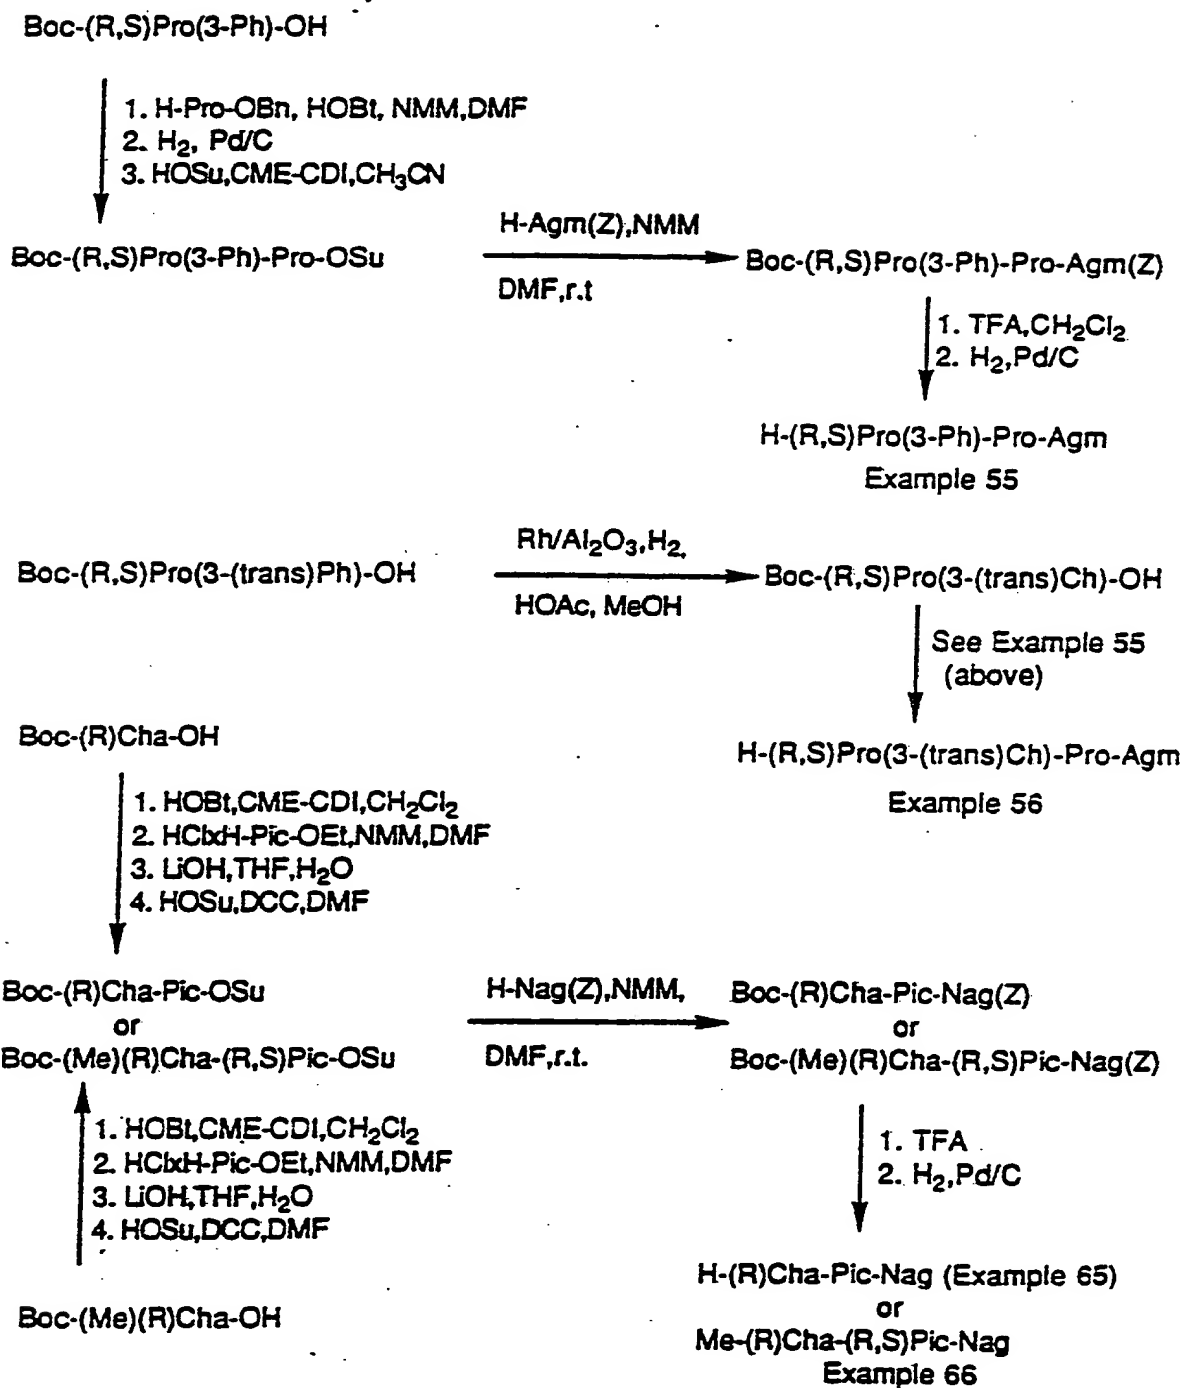 Boc-(R,S)Pro(3-Ph)-OH
1. H-Pro-OBn, HOBt, NMM,DMF
2. H₂, Pd/C
3. HOSu,CME-CDI,CH₃CN
Boc-(R,S)Pro(3-Ph)-Pro-OSu
H-Agm(Z),NMM
DMF,r.t
Boc-(R,S)Pro(3-Ph)-Pro-Agm(Z)
1. TFA,CH₂Cl₂
2. H₂,Pd/C
H-(R,S)Pro(3-Ph)-Pro-Agm
Example 55
Boc-(R,S)Pro(3-(trans)Ph)-OH
Rh/Al₂O₃,H₂,
HOAc, MeOH
Boc-(R,S)Pro(3-(trans)Ch)-OH
See Example 55
(above)
H-(R,S)Pro(3-(trans)Ch)-Pro-Agm
Example 56
Boc-(R)Cha-OH
1. HOBt,CME-CDI,CH₂Cl₂
2. HClxH-Pic-OEt,NMM,DMF
3. LiOH,THF,H₂O
4. HOSu,DCC,DMF
Boc-(R)Cha-Pic-OSu
or
Boc-(Me)(R)Cha-(R,S)Pic-OSu
H-Nag(Z),NMM,
DMF,r.t.
Boc-(R)Cha-Pic-Nag(Z)
or
Boc-(Me)(R)Cha-(R,S)Pic-Nag(Z)
1. HOBt,CME-CDI,CH₂Cl₂
2. HClxH-Pic-OEt,NMM,DMF
3. LiOH,THF,H₂O
4. HOSu,DCC,DMF
Boc-(Me)(R)Cha-OH
1. TFA
2. H₂,Pd/C
H-(R)Cha-Pic-Nag (Example 65)
or
Me-(R)Cha-(R,S)Pic-Nag
Example 66